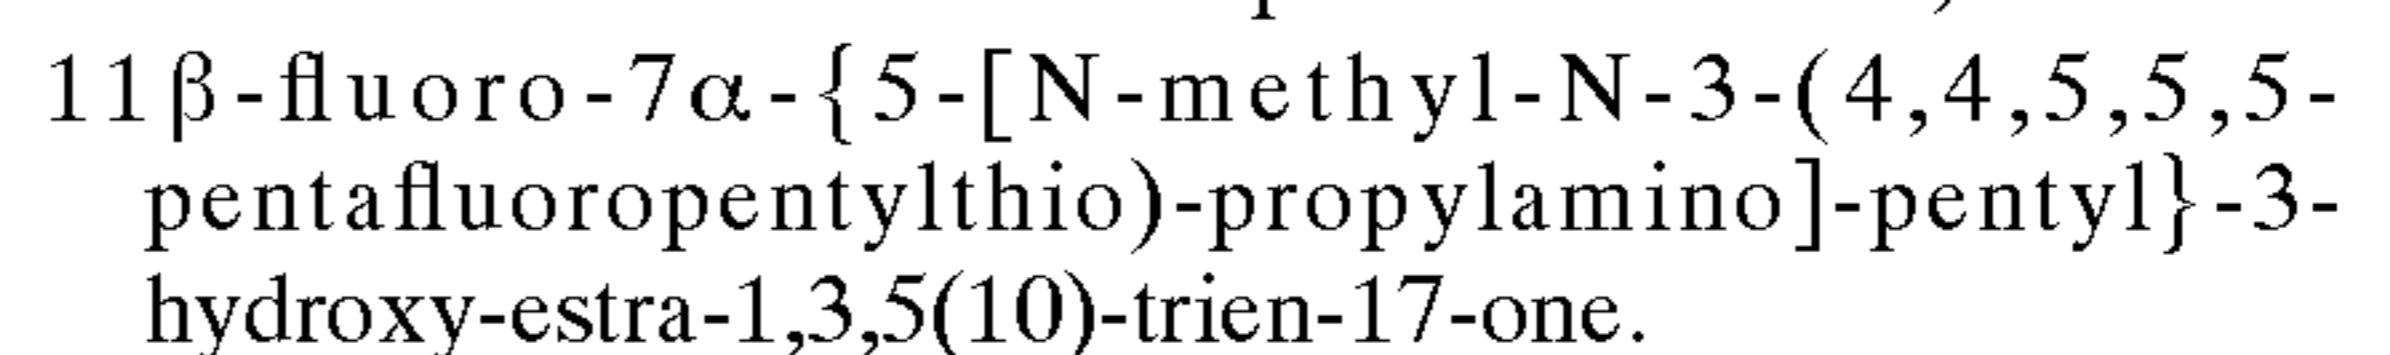 11β-fluoro-7α-{5-[N-methyl-N-3-(4,4,5,5,5-
pentafluoropentylthio)-propylamino]-pentyl}-3-
hydroxy-estra-1,3,5(10)-trien-17-one.